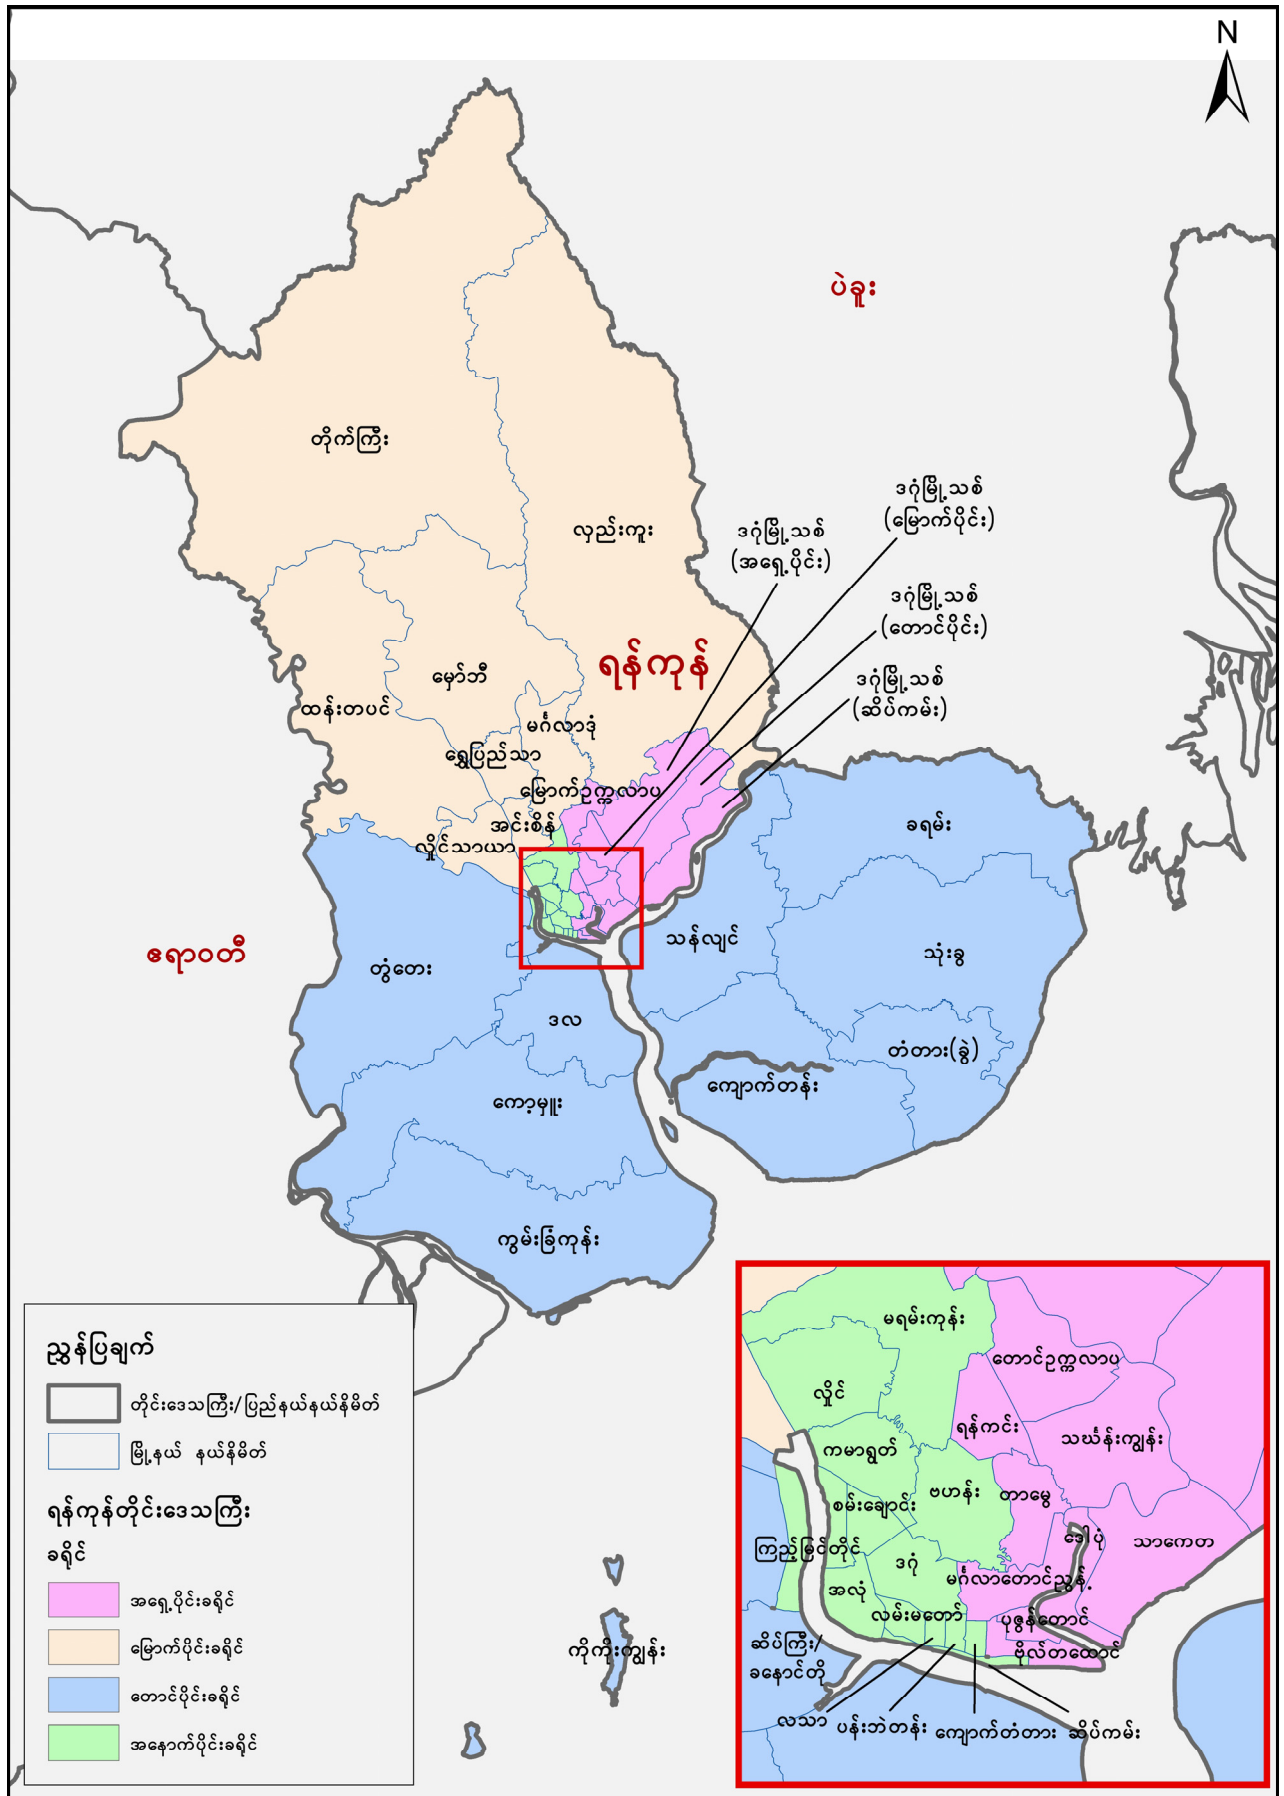 N
ပဲခူး
တိုက်ကြီး
လှည်းကူး
ဒဂုံမြို့သစ်
(မြောက်ပိုင်း)
ဒဂုံမြို့သစ်
(အရှေ့ပိုင်း)
ဒဂုံမြို့သစ်
(တောင်ပိုင်း)
ဒဂုံမြို့သစ်
(ဆိပ်ကမ်း)
ရန်ကုန်
မှော်ဘီ
ထန်းတပင်
မင်္ဂလာဒုံ
ရွှေပြည်သာ
မြောက်ဥက္ကလာပ
အင်းစိန်
လှိုင်သာယာ
ခရမ်း
ဧရာဝတီ
တွံတေး
သန်လျင်
သုံးခွ
ဒလ
တံတား(ခွဲ)
ကျောက်တန်း
ကော့မှူး
ကွမ်းခြံကုန်း
ကိုကိုးကျွန်း
ညွှန်ပြချက်
တိုင်းဒေသကြီး/ပြည်နယ်နယ်နိမိတ်
မြို့နယ် နယ်နိမိတ်
ရန်ကုန်တိုင်းဒေသကြီး
ခရိုင်
အရှေ့ပိုင်းခရိုင်
မြောက်ပိုင်းခရိုင်
တောင်ပိုင်းခရိုင်
အနောက်ပိုင်းခရိုင်
မရမ်းကုန်း
တောင်ဥက္ကလာပ
လှိုင်
ရန်ကင်း
သင်္ဃန်းကျွန်း
ကမာရွတ်
ဗဟန်း
တာမွေ
စမ်းချောင်း
ဒေါပုံ
သာကေတ
ကြည့်မြင်တိုင်
ဒဂုံ
မင်္ဂလာတောင်ညွန့်
အလုံ
လမ်းမတော်
ပုဇွန်တောင်
ဆိပ်ကြီး/
ခနောင်တို
ဗိုလ်တထောင်
လသာ
ပန်းဘဲတန်း
ကျောက်တံတား
ဆိပ်ကမ်း